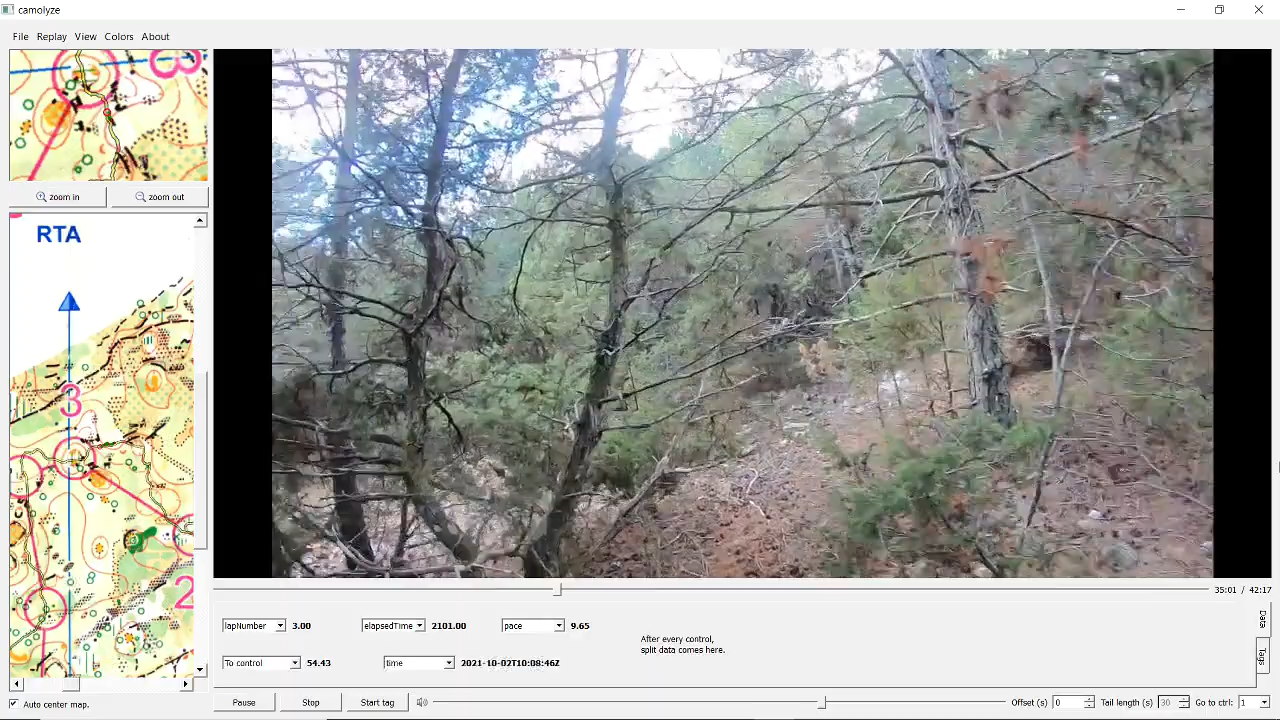 camolyze
File Replay View Colors About
3
zoom in zoom out
RTA
3
2
35:01 / 42:17
lapNumber 3.00 elapsedTime 2101.00 pace 9.65
After every control,
split data comes here.
To control 54.43 time 2021-10-02T10:08:46Z
Data
Tags
Auto center map.
Pause Stop Start tag Offset (s) 0 Tail length (s) 30 Go to ctrl: 1